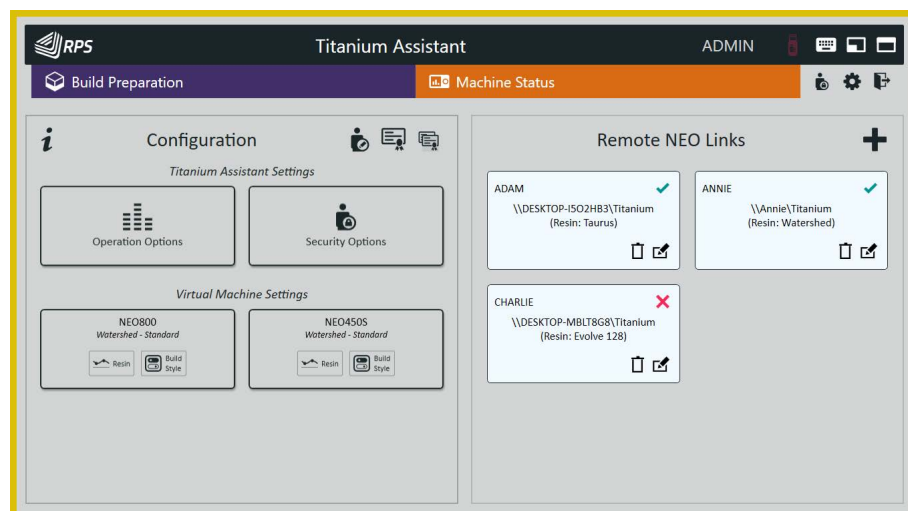 RPS
Titanium Assistant
ADMIN
Build Preparation
Machine Status
i
Configuration
Titanium Assistant Settings
Operation Options
Security Options
Virtual Machine Settings
NEO800
Watershed - Standard
Resin
Build
Style
NEO450S
Watershed - Standard
Resin
Build
Style
Remote NEO Links
ADAM
\\DESKTOP-I5O2HB3\Titanium
(Resin: Taurus)
ANNIE
\\Annie\Titanium
(Resin: Watershed)
CHARLIE
\\DESKTOP-MBLT8G8\Titanium
(Resin: Evolve 128)